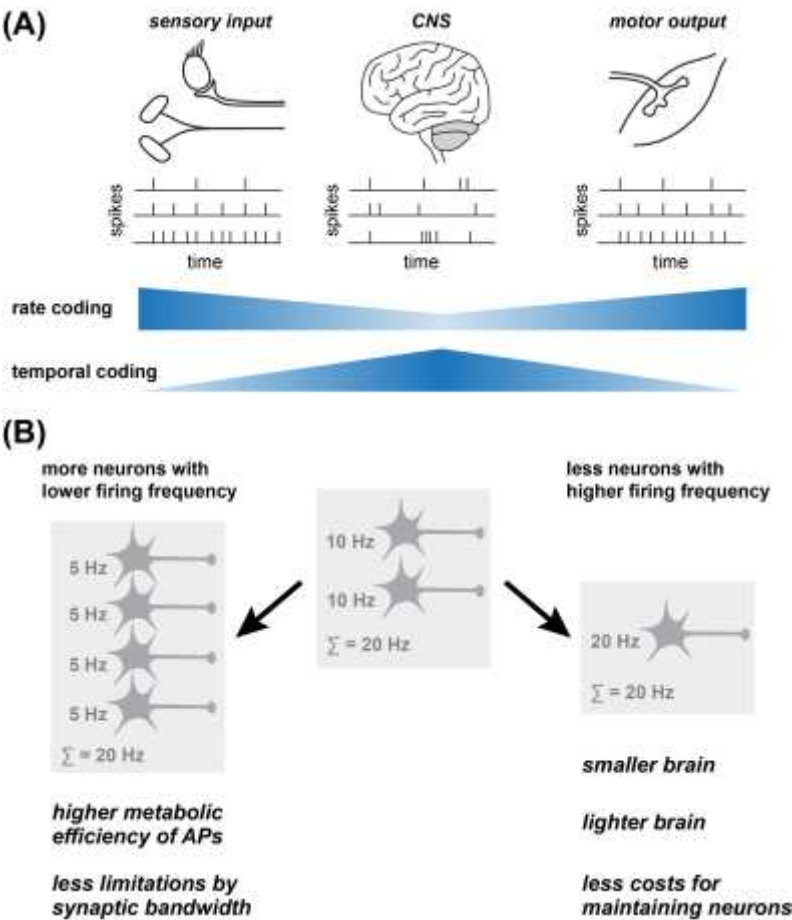 (A)
sensory input
CNS
motor output
spikes
time
spikes
time
spikes
time
rate coding
temporal coding
(B)
more neurons with
lower firing frequency
5 Hz
5 Hz
5 Hz
5 Hz
∑ = 20 Hz
higher metabolic
efficiency of APs
less limitations by
synaptic bandwidth
10 Hz
10 Hz
∑ = 20 Hz
less neurons with
higher firing frequency
20 Hz
∑ = 20 Hz
smaller brain
lighter brain
less costs for
maintaining neurons